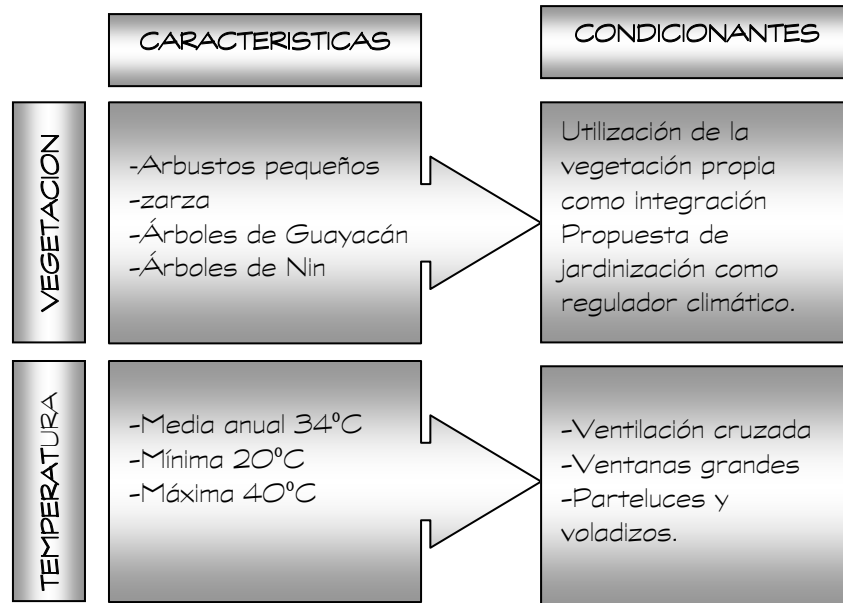 CARACTERISTICAS
CONDICIONANTES
VEGETACION
-Arbustos pequeños
-zarza
-Árboles de Guayacán
-Árboles de Nin
Utilización de la
vegetación propia
como integración
Propuesta de
jardinización como
regulador climático.
TEMPERATURA
-Media anual 34ºC
-Mínima 20ºC
-Máxima 40ºC
-Ventilación cruzada
-Ventanas grandes
-Parteluces y
voladizos.